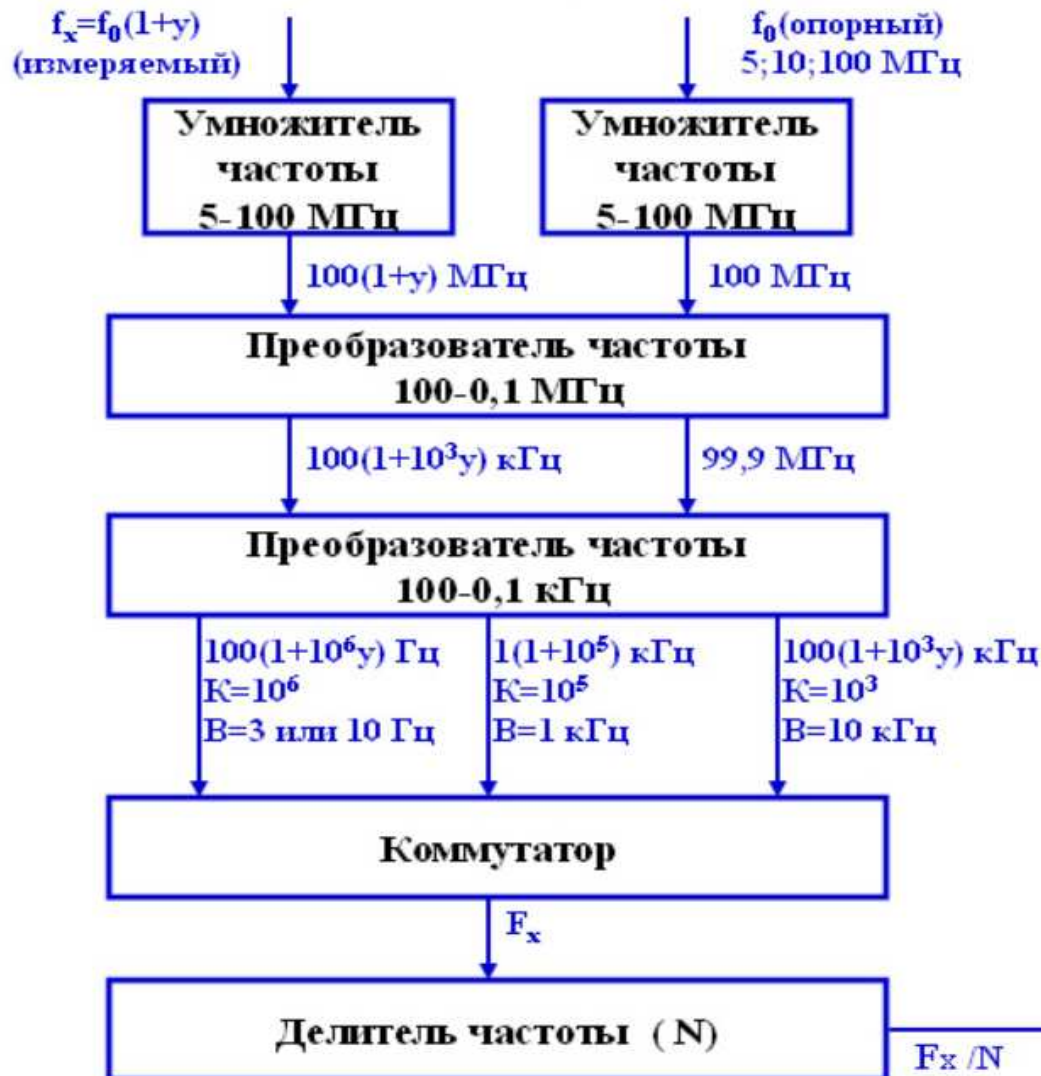 fₓ=f₀(1+y)
(измеряемый)
f₀(опорный)
5;10;100 МГц
Умножитель
частоты
5-100 МГц
Умножитель
частоты
5-100 МГц
100(1+y) МГц
100 МГц
Преобразователь частоты
100-0,1 МГц
100(1+10³y) кГц
99,9 МГц
Преобразователь частоты
100-0,1 кГц
100(1+10⁶y) Гц
К=10⁶
В=3 или 10 Гц
1(1+10⁵) кГц
К=10⁵
В=1 кГц
100(1+10³y) кГц
К=10³
В=10 кГц
Коммутатор
Fₓ
Делитель частоты ( N)
Fx /N